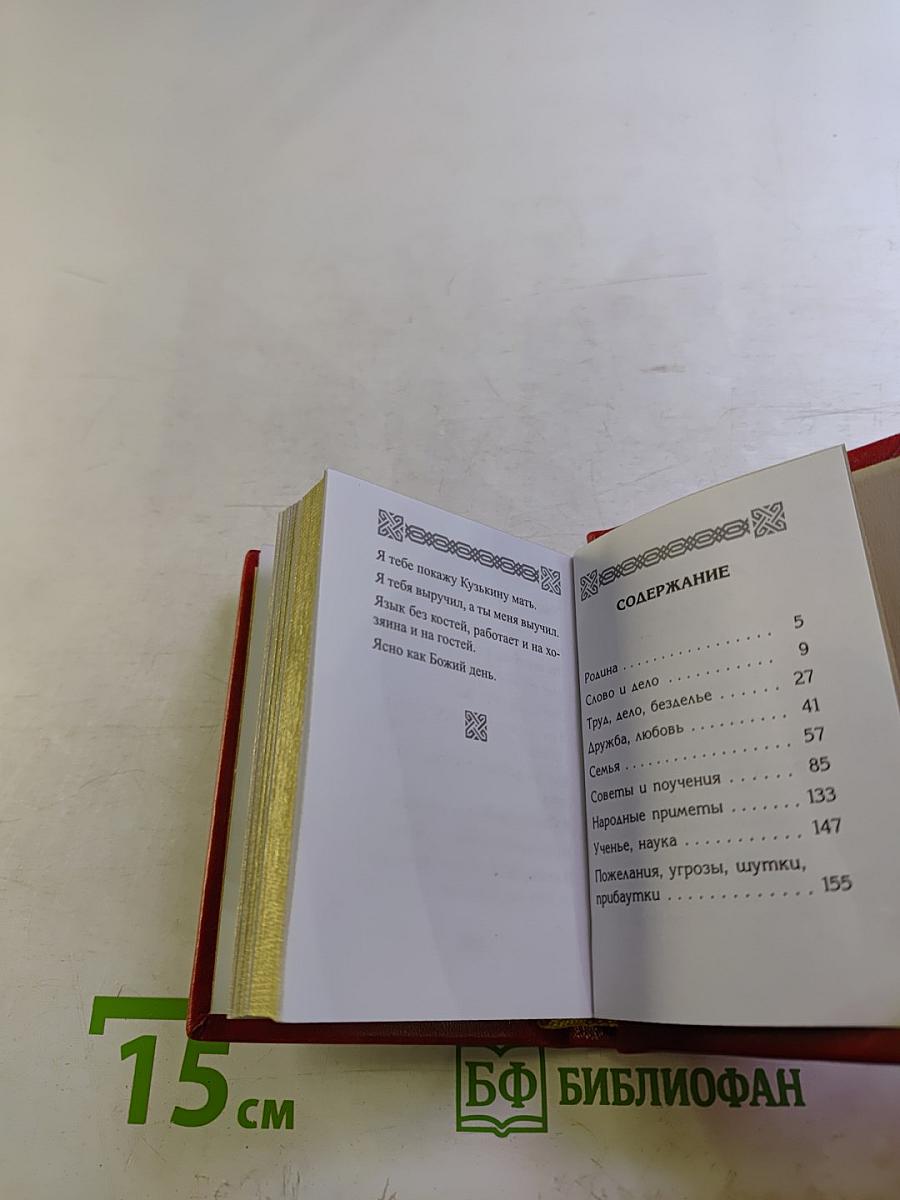 Я тебе покажу Кузькину мать.
Я тебя выручил, а ты меня выучил.
Язык без костей, работает и на хо-
зяина и на гостей.
Ясно как Божий день.
СОДЕРЖАНИЕ
Родина . . . . . . . . . . . . . . . . . 5
Слово и дело . . . . . . . . . . . . 9
Труд, дело, безделье . . . . . . 27
Дружба, любовь . . . . . . . . . . 41
Семья . . . . . . . . . . . . . . . . . . 57
Советы и поучения . . . . . . 85
Народные приметы . . . . . . . 133
Ученье, наука . . . . . . . . . . . 147
Пожелания, угрозы, шутки,
прибаутки . . . . . . . . . . . . . . 155
15 см
БФ БИБЛИОФАН